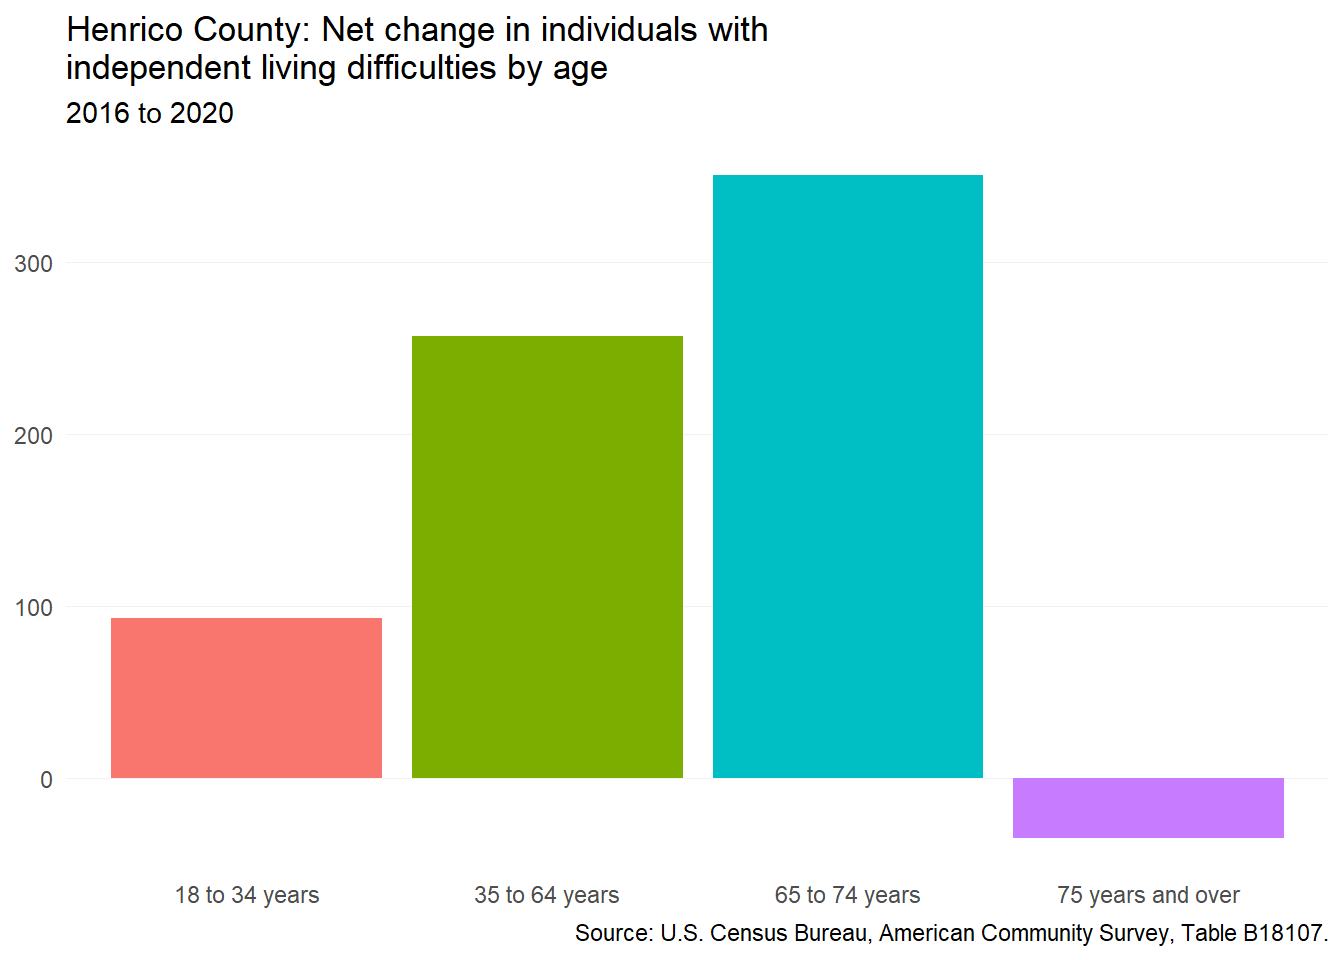 Henrico County: Net change in individuals with
independent living difficulties by age
2016 to 2020
300
200
100
0
18 to 34 years
35 to 64 years
65 to 74 years
75 years and over
Source: U.S. Census Bureau, American Community Survey, Table B18107.